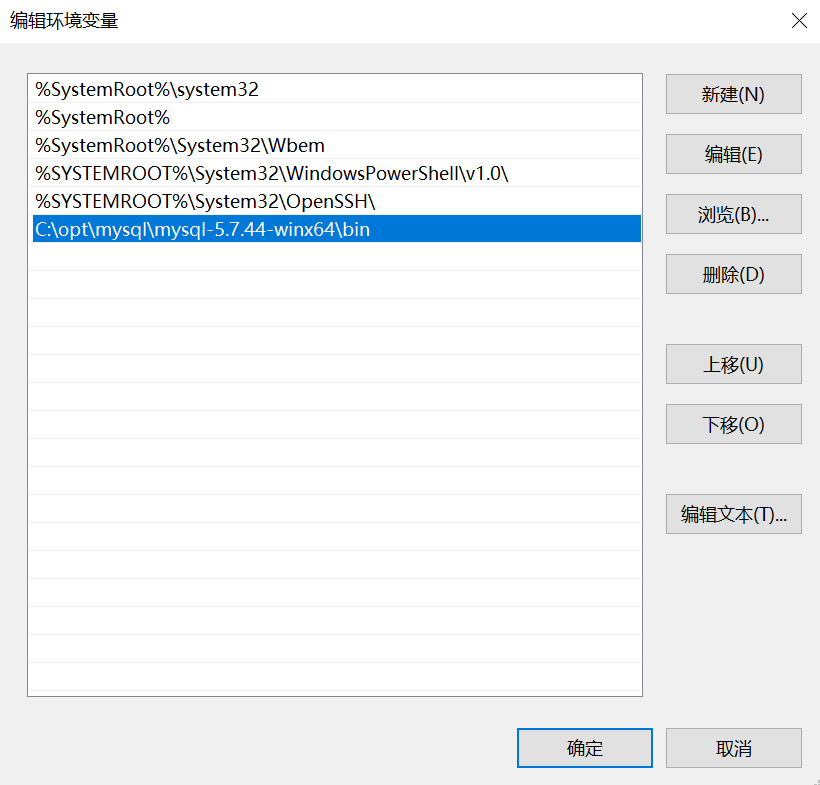 编辑环境变量
%SystemRoot%\system32
%SystemRoot%
%SystemRoot%\System32\Wbem
%SYSTEMROOT%\System32\WindowsPowerShell\v1.0\
%SYSTEMROOT%\System32\OpenSSH\
C:\opt\mysql\mysql-5.7.44-winx64\bin
新建(N)
编辑(E)
浏览(B)...
删除(D)
上移(U)
下移(O)
编辑文本(T)...
确定
取消